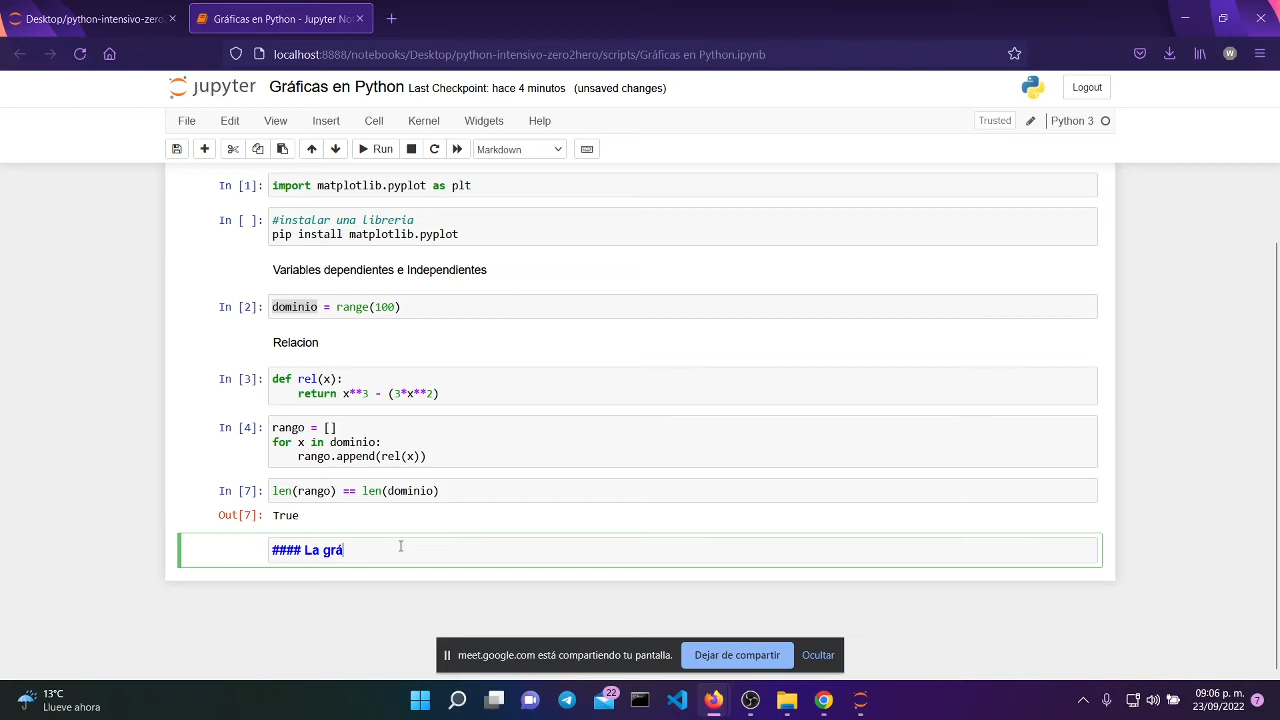 Desktop/python-intensivo-zero
Gráficas en Python - Jupyter No
localhost:8888/notebooks/Desktop/python-intensivo-zero2hero/scripts/Gráficas en Python.ipynb
W
jupyter Gráficas en Python Last Checkpoint: hace 4 minutos (unsaved changes)
Logout
File Edit View Insert Cell Kernel Widgets Help
Trusted Python 3
Run Markdown
In [1]: import matplotlib.pyplot as plt
In [ ]: #instalar una libreria
pip install matplotlib.pyplot
Variables dependientes e Independientes
In [2]: dominio = range(100)
Relacion
In [3]: def rel(x):
return x**3 - (3*x**2)
In [4]: rango = []
for x in dominio:
rango.append(rel(x))
In [7]: len(rango) == len(dominio)
Out[7]: True
#### La grá
meet.google.com está compartiendo tu pantalla. Dejar de compartir Ocultar
13°C
Llueve ahora
22
09:06 p. m.
23/09/2022
7